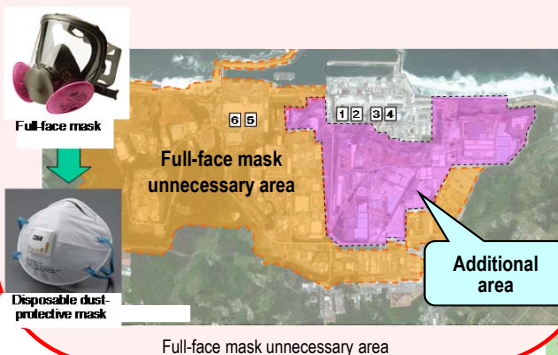 Full-face mask
6 5
1 2 3 4
Full-face mask
unnecessary area
3M
Additional
area
Disposable dust-
protective mask
Full-face mask unnecessary area